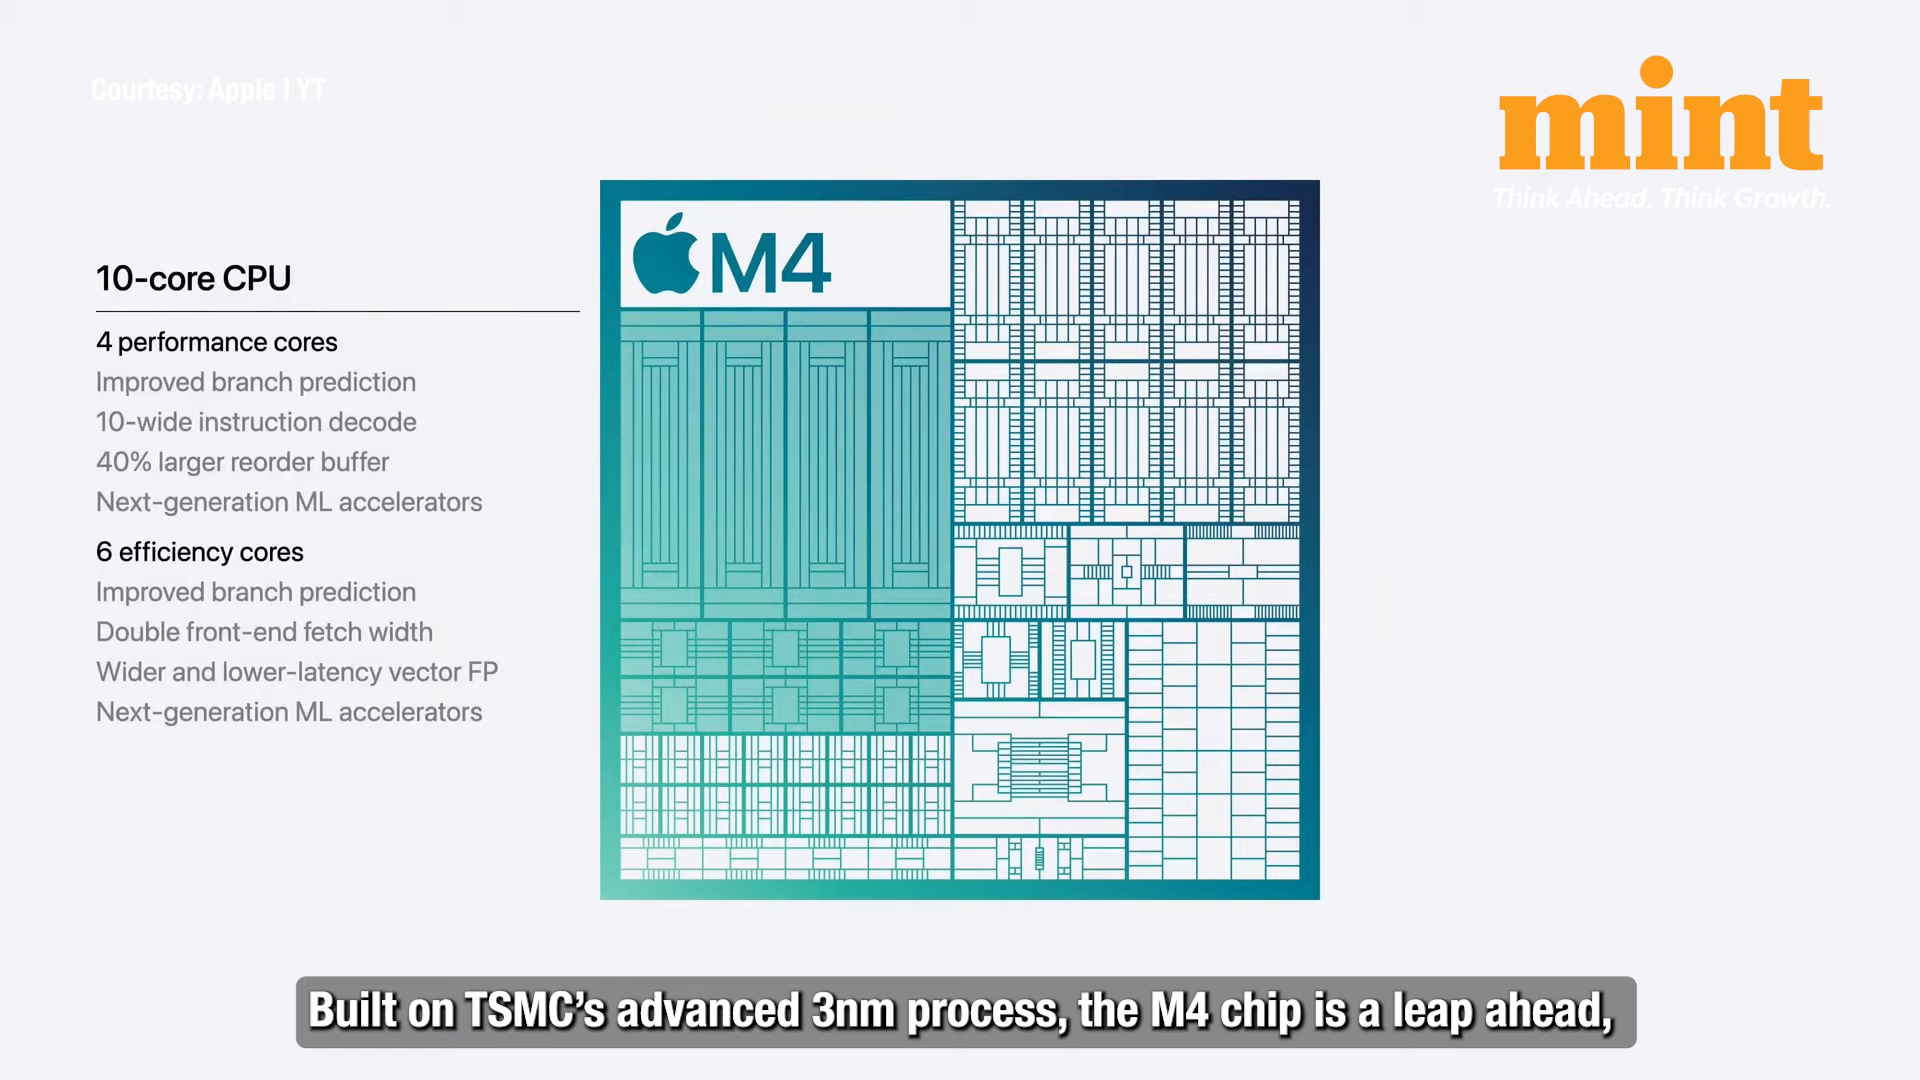 Courtesy: Apple | YT
mint
Think Ahead. Think Growth.
10-core CPU
4 performance cores
Improved branch prediction
10-wide instruction decode
40% larger reorder buffer
Next-generation ML accelerators
6 efficiency cores
Improved branch prediction
Double front-end fetch width
Wider and lower-latency vector FP
Next-generation ML accelerators
M4
Built on TSMC’s advanced 3nm process, the M4 chip is a leap ahead,